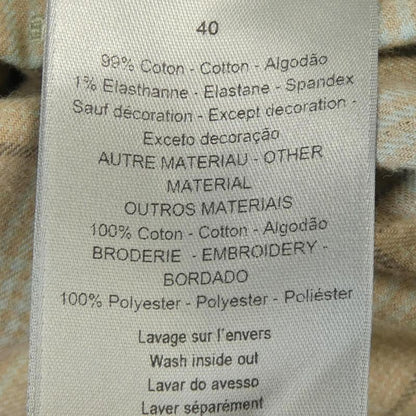 40
99% Coton - Cotton - Algodão
1% Elasthanne - Elastane - Spandex
Sauf décoration - Except decoration -
Exceto decoração
AUTRE MATERIAU - OTHER
MATERIAL
OUTROS MATERIAIS
100% Coton - Cotton - Algodão
BRODERIE - EMBROIDERY -
BORDADO
100% Polyester - Polyester - Poliéster
Lavage sur l'envers
Wash inside out
Lavar do avesso
Laver séparément